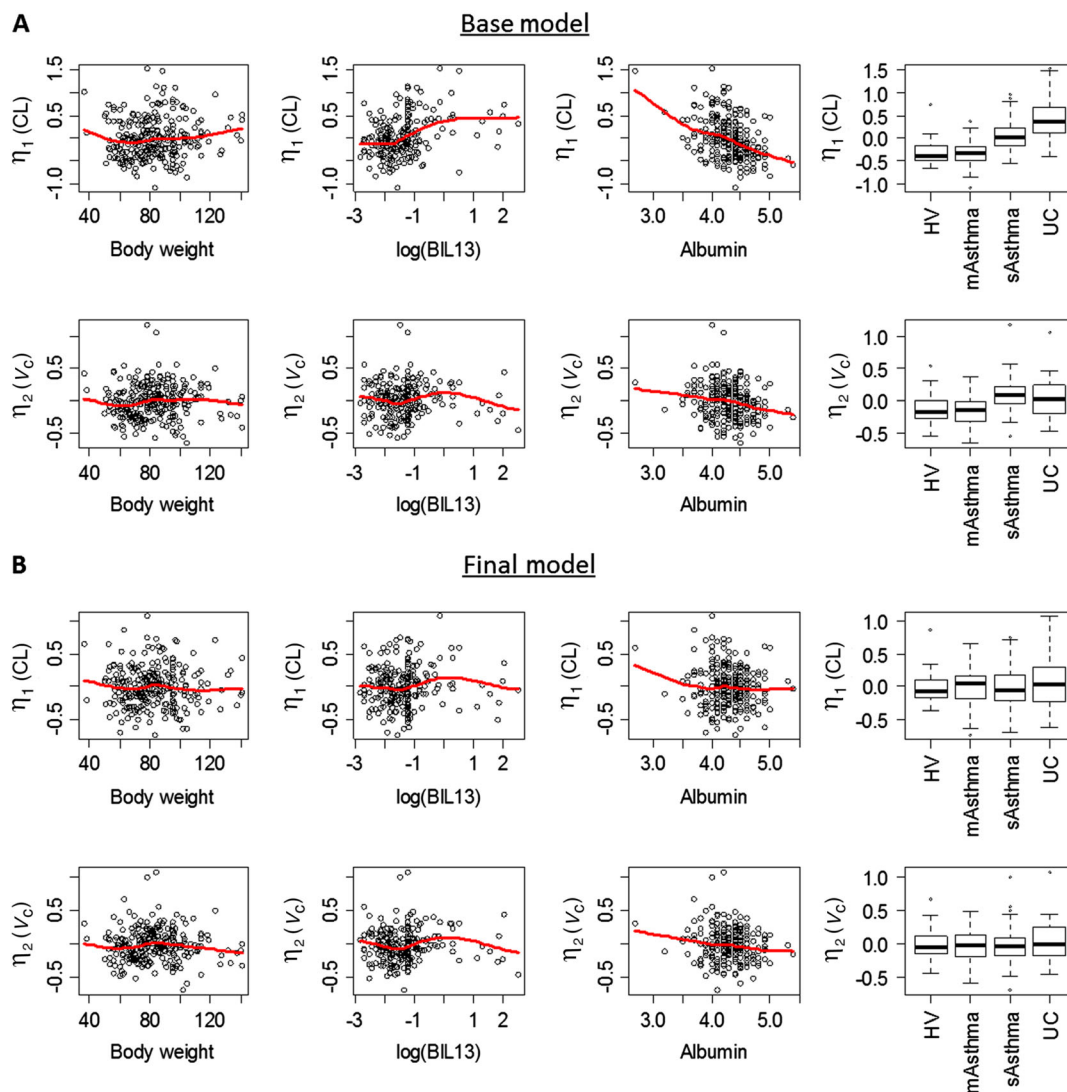 A
Base model
η1 (CL)
1.5
0.5
-1.0
40 80 120
Body weight
η1 (CL)
1.5
0.5
-1.0
-3 -1 1 2
log(BIL13)
η1 (CL)
1.5
0.5
-1.0
3.0 4.0 5.0
Albumin
η1 (CL)
1.5
1.0
0.5
0.0
-0.5
-1.0
HV
mAsthma
sAsthma
UC
η2 (VC)
0.5
-0.5
40 80 120
Body weight
η2 (VC)
0.5
-0.5
-3 -1 1 2
log(BIL13)
η2 (VC)
0.5
-0.5
3.0 4.0 5.0
Albumin
η2 (VC)
1.0
0.5
0.0
-0.5
HV
mAsthma
sAsthma
UC
B
Final model
η1 (CL)
0.5
-0.5
40 80 120
Body weight
η1 (CL)
0.5
-0.5
-3 -1 1 2
log(BIL13)
η1 (CL)
0.5
-0.5
3.0 4.0 5.0
Albumin
η1 (CL)
1.0
0.5
0.0
-0.5
HV
mAsthma
sAsthma
UC
η2 (VC)
0.5
-0.5
40 80 120
Body weight
η2 (VC)
0.5
-0.5
-3 -1 1 2
log(BIL13)
η2 (VC)
0.5
-0.5
3.0 4.0 5.0
Albumin
η2 (VC)
1.0
0.5
0.0
-0.5
HV
mAsthma
sAsthma
UC